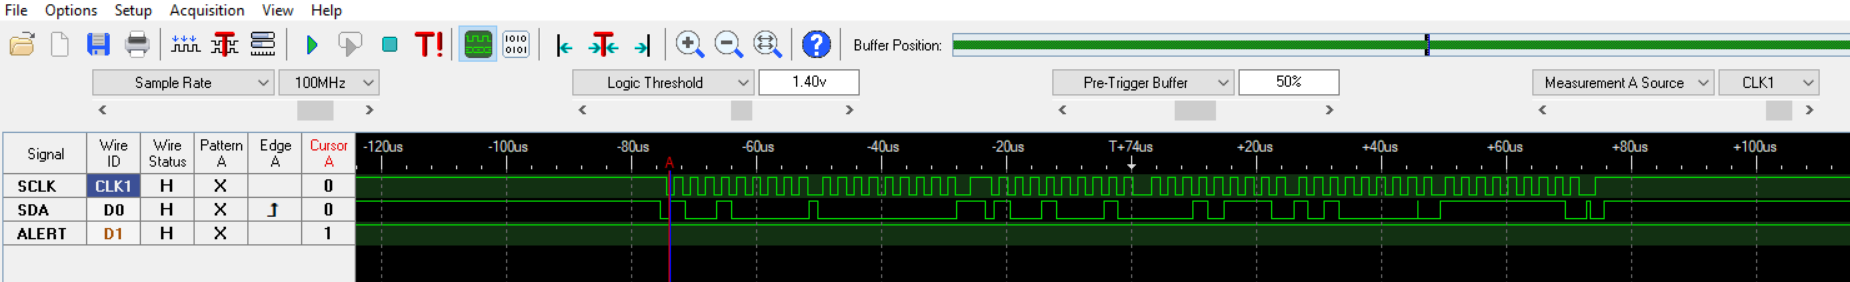 File Options Setup Acquisition View Help
T T! 1010 0101 T ? Buffer Position:
Sample Rate 100MHz Logic Threshold 1.40v Pre-Trigger Buffer 50% Measurement A Source CLK1
Signal Wire ID Wire Status Pattern A Edge A Cursor A
-120us -100us -80us -60us -40us -20us T+74us +20us +40us +60us +80us +100us
A
SCLK CLK1 H X 0
SDA D0 H X 0
ALERT D1 H X 1